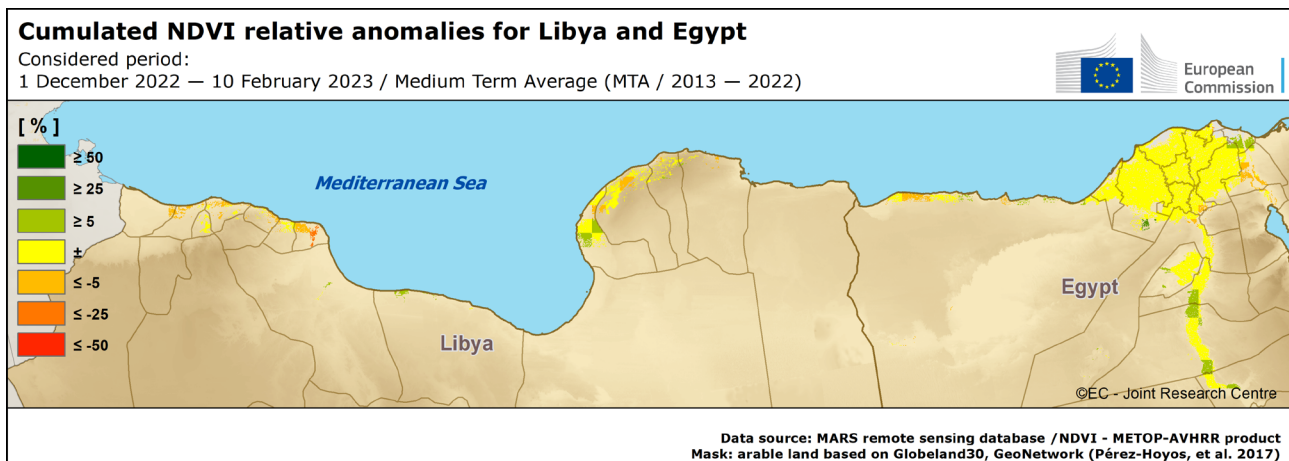 Cumulated NDVI relative anomalies for Libya and Egypt
Considered period:
1 December 2022 — 10 February 2023 / Medium Term Average (MTA / 2013 — 2022)
European
Commission
[ % ]
≥ 50
≥ 25
≥ 5
±
≤ -5
≤ -25
≤ -50
Mediterranean Sea
Libya
Egypt
©EC - Joint Research Centre
Data source: MARS remote sensing database /NDVI - METOP-AVHRR product
Mask: arable land based on Globeland30, GeoNetwork (Pérez-Hoyos, et al. 2017)